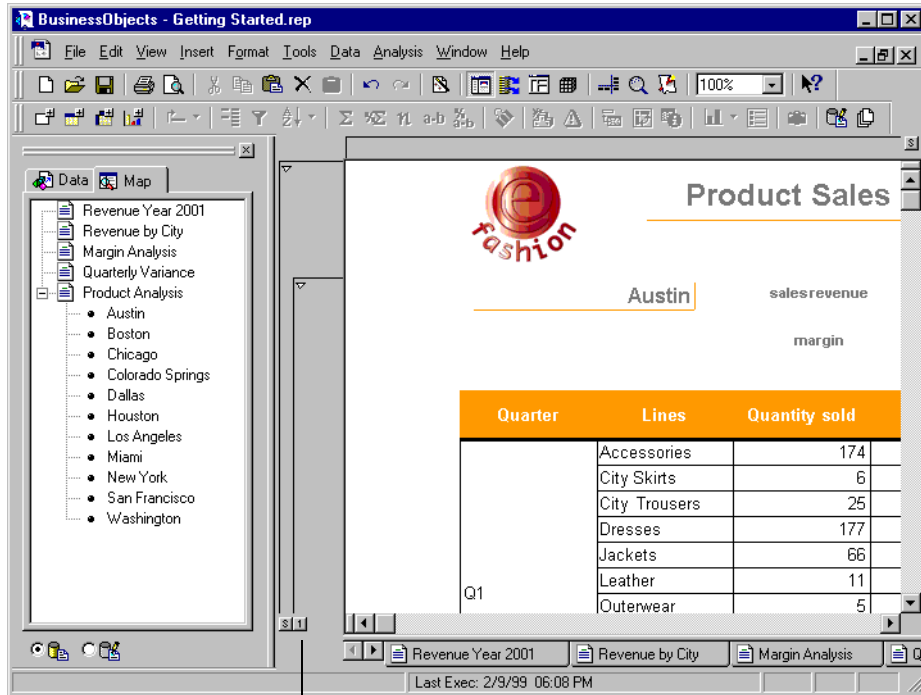 BusinessObjects - Getting Started.rep
File Edit View Insert Format Tools Data Analysis Window Help
100%
Data Map
Revenue Year 2001
Revenue by City
Margin Analysis
Quarterly Variance
Product Analysis
Austin
Boston
Chicago
Colorado Springs
Dallas
Houston
Los Angeles
Miami
New York
San Francisco
Washington
S
S 1
e
fashion
Product Sales
Austin
salesrevenue
margin
Quarter Lines Quantity sold
Q1
Accessories 174
City Skirts 6
City Trousers 25
Dresses 177
Jackets 66
Leather 11
Outerwear 5
Revenue Year 2001 Revenue by City Margin Analysis Q
Last Exec: 2/9/99 06:08 PM